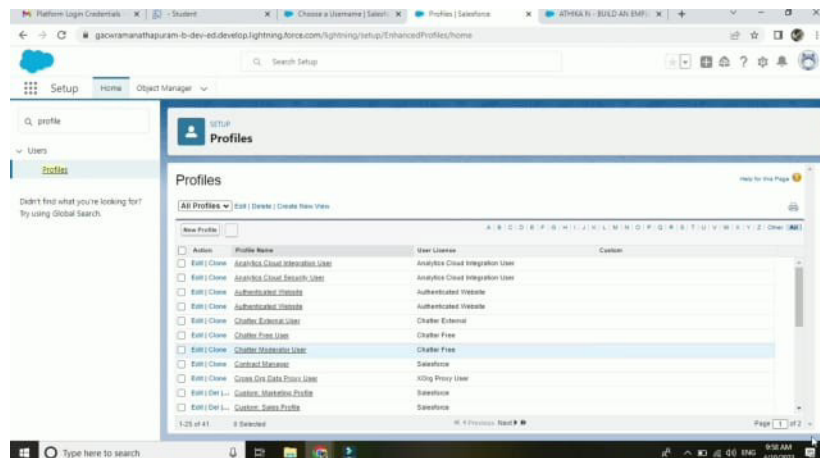 Platform Login Credentials
- Student
Choose a Username | Salesf
Profiles | Salesforce
ATHIKA N - BUILD AN EMPL
gacwramanathapuram-b-dev-ed.develop.lightning.force.com/lightning/setup/EnhancedProfiles/home
Search Setup
Setup
Home
Object Manager
profile
Users
Profiles
Didn't find what you're looking for?
Try using Global Search.
SETUP
Profiles
Profiles
Help for this Page
All Profiles Edit | Delete | Create New View
New Profile
A | B | C | D | E | F | G | H | I | J | K | L | M | N | O | P | Q | R | S | T | U | V | W | X | Y | Z | Other | All
Action Profile Name User License Custom
Edit | Clone Analytics Cloud Integration User Analytics Cloud Integration User
Edit | Clone Analytics Cloud Security User Analytics Cloud Integration User
Edit | Clone Authenticated Website Authenticated Website
Edit | Clone Authenticated Website Authenticated Website
Edit | Clone Chatter External User Chatter External
Edit | Clone Chatter Free User Chatter Free
Edit | Clone Chatter Moderator User Chatter Free
Edit | Clone Contract Manager Salesforce
Edit | Clone Cross Org Data Proxy User XOrg Proxy User
Edit | Del | ... Custom: Marketing Profile Salesforce
Edit | Del | ... Custom: Sales Profile Salesforce
1-25 of 41 0 Selected Previous Next Page 1 of 2
Type here to search
ENG
9:58 AM